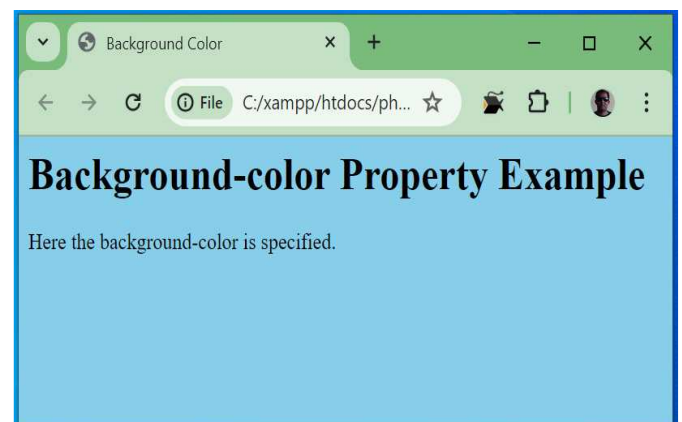 Background Color
File C:/xampp/htdocs/ph...
Background-color Property Example
Here the background-color is specified.